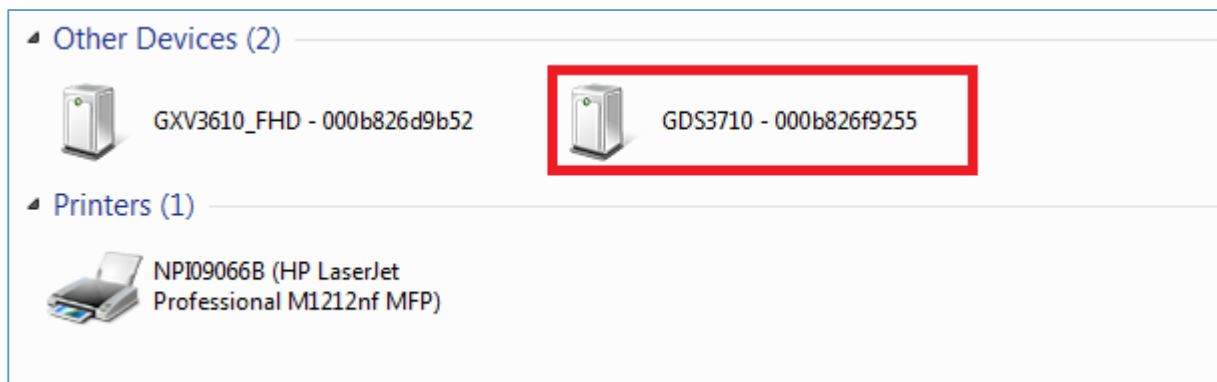 Other Devices (2)
GXV3610_FHD - 000b826d9b52
GDS3710 - 000b826f9255
Printers (1)
NPI09066B (HP LaserJet
Professional M1212nf MFP)